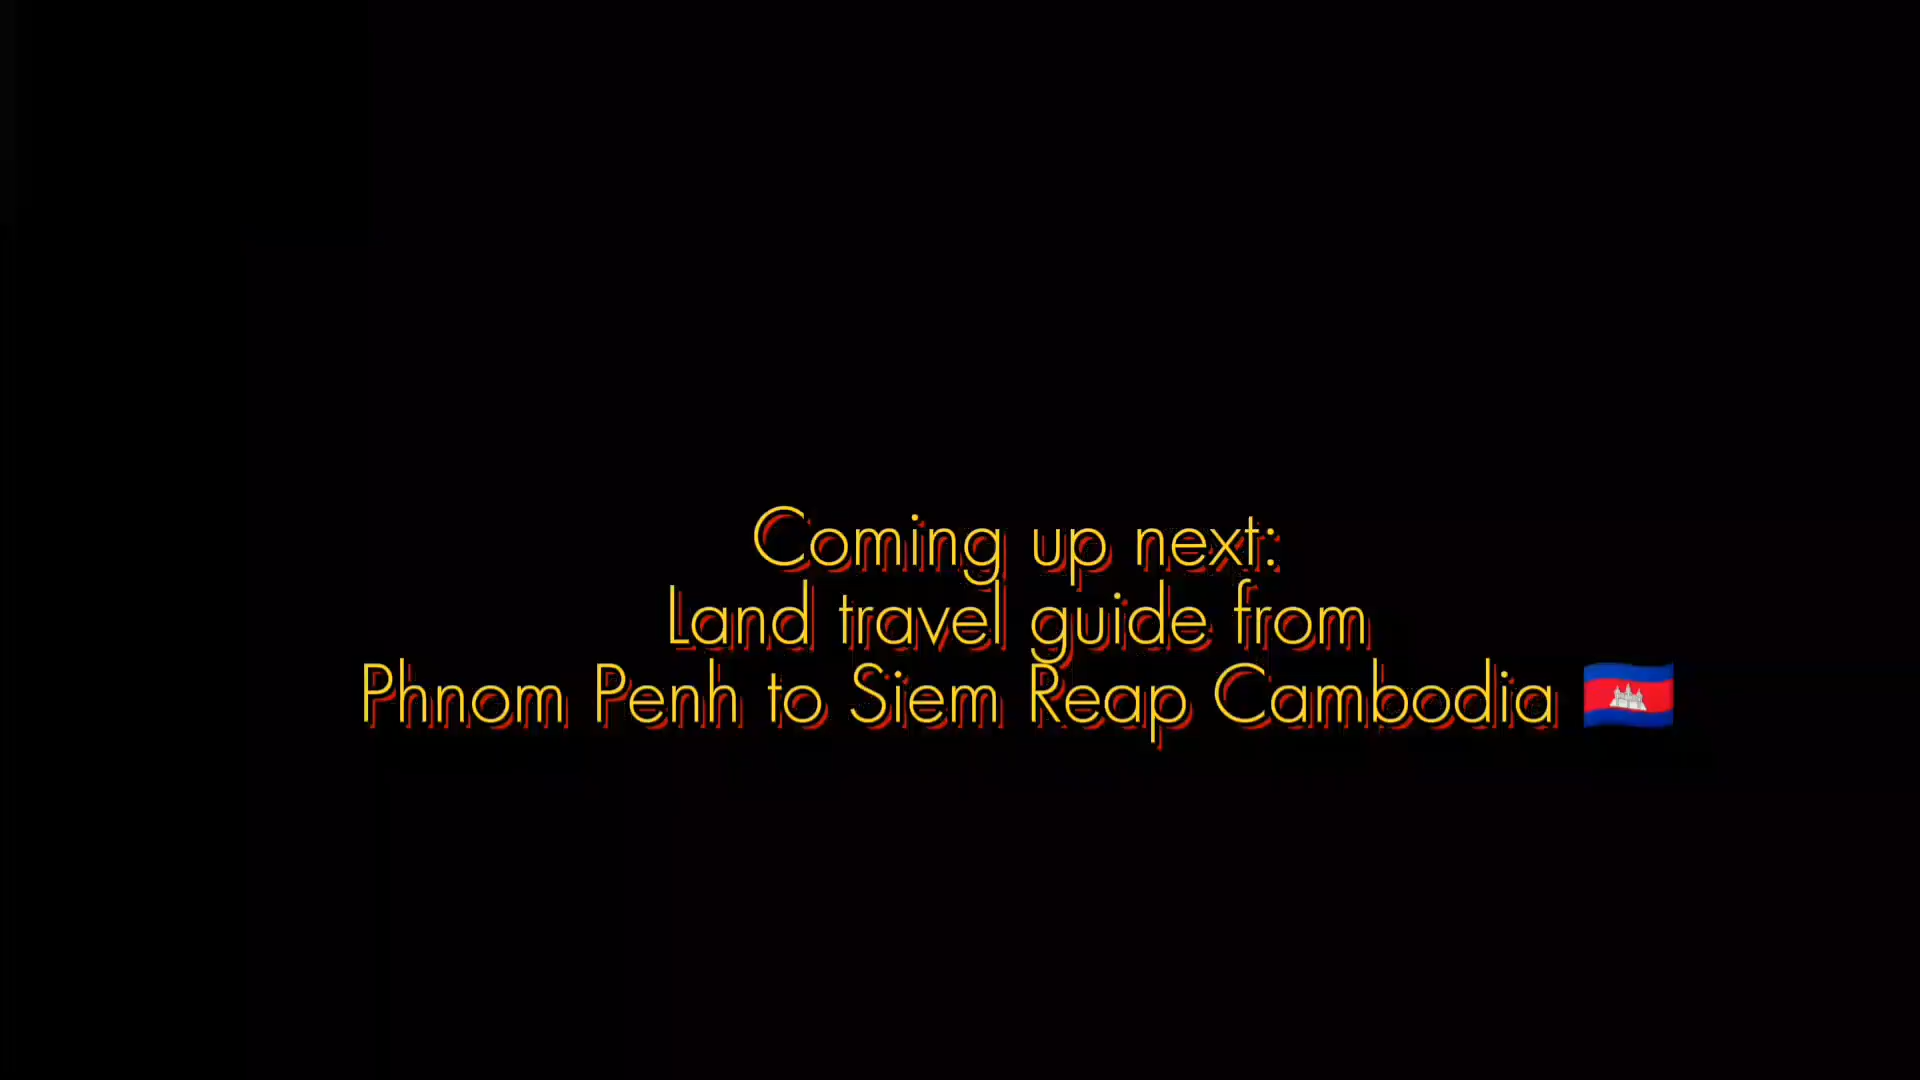 Coming up next:
Land travel guide from
Phnom Penh to Siem Reap Cambodia 🇰🇭